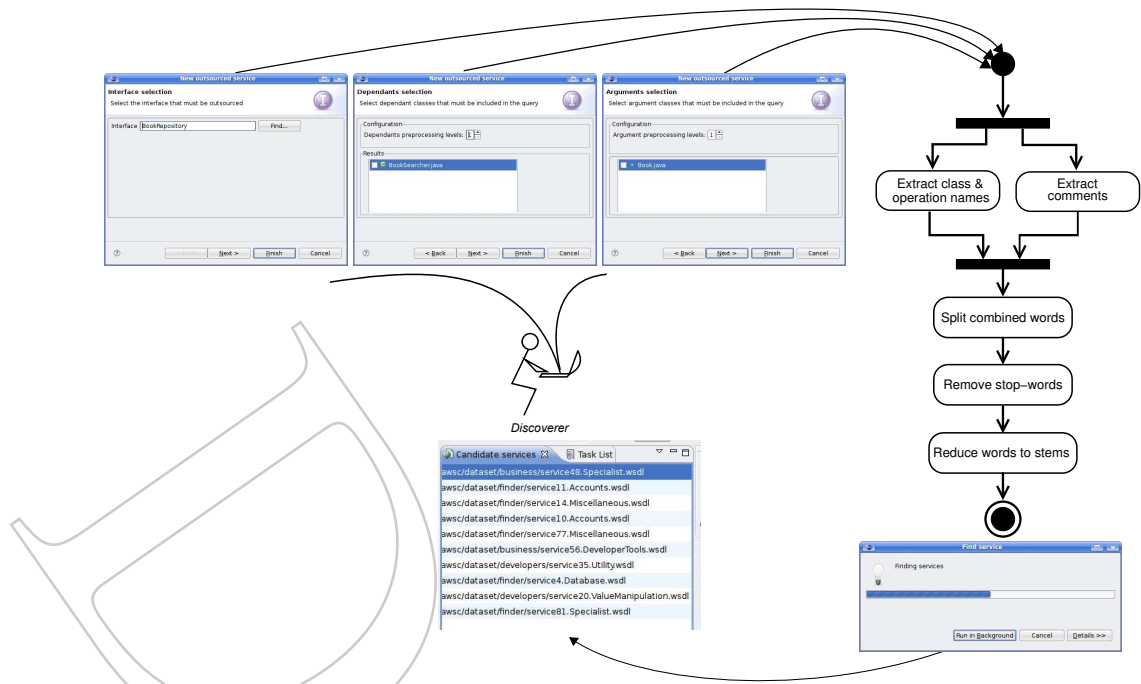 New outsourced service
Interface selection
Select the interface that must be outsourced
Interface BookRepository Find...
Next > Finish Cancel
New outsourced service
Dependants selection
Select dependant classes that must be included in the query
Configuration
Dependants preprocessing levels: 1
Results
BookSearcher.java
< Back Next > Finish Cancel
New outsourced service
Arguments selection
Select argument classes that must be included in the query
Configuration
Argument preprocessing levels: 1
Book.java
< Back Next > Finish Cancel
Extract class &
operation names
Extract
comments
Split combined words
Remove stop-words
Reduce words to stems
Discoverer
Candidate services Task List
awsc/dataset/business/service48.Specialist.wsdl
awsc/dataset/finder/service11.Accounts.wsdl
awsc/dataset/finder/service14.Miscellaneous.wsdl
awsc/dataset/finder/service10.Accounts.wsdl
awsc/dataset/finder/service77.Miscellaneous.wsdl
awsc/dataset/business/service56.DeveloperTools.wsdl
awsc/dataset/developers/service35.Utility.wsdl
awsc/dataset/finder/service4.Database.wsdl
awsc/dataset/developers/service20.ValueManipulation.wsdl
awsc/dataset/finder/service81.Specialist.wsdl
Find service
Finding services
Run in Background Cancel Details >>